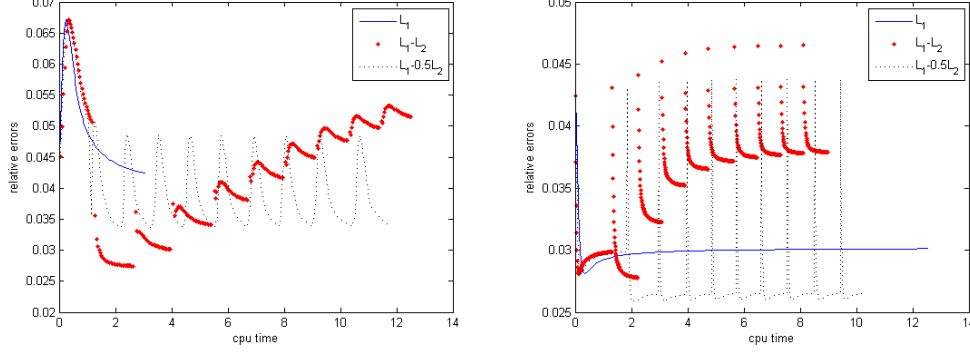 0.07
0.065
0.06
0.055
0.05
0.045
0.04
0.035
0.03
0.025
0.02
0 2 4 6 8 10 12 14
relative errors
cpu time
L1
L1-L2
L1-0.5L2
0.05
0.045
0.04
0.035
0.03
0.025
0 2 4 6 8 10 12 14
relative errors
cpu time
L1
L1-L2
L1-0.5L2